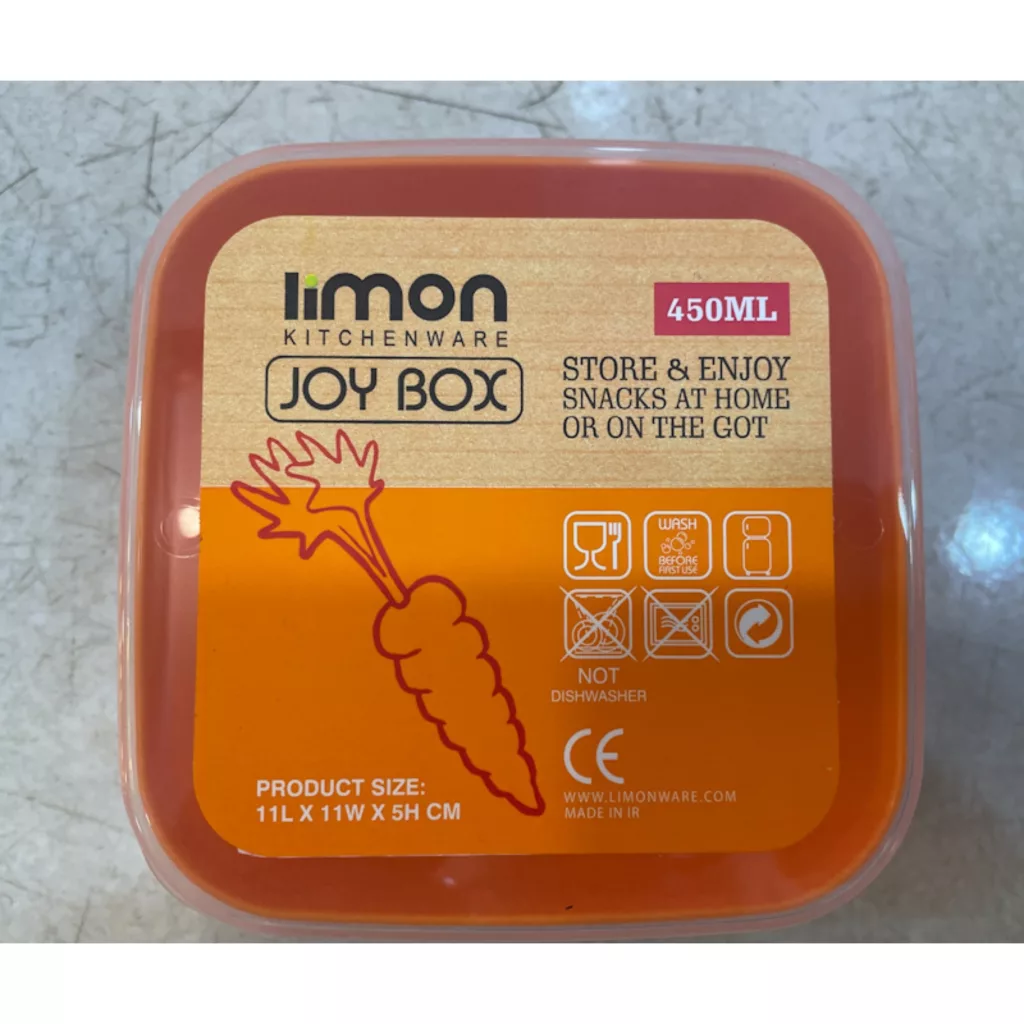 limon
KITCHENWARE
JOY BOX
450ML
STORE & ENJOY
SNACKS AT HOME
OR ON THE GOT
WASH
BEFORE
FIRST USE
NOT
DISHWASHER
CE
WWW.LIMONWARE.COM
MADE IN IR
PRODUCT SIZE:
11L X 11W X 5H CM